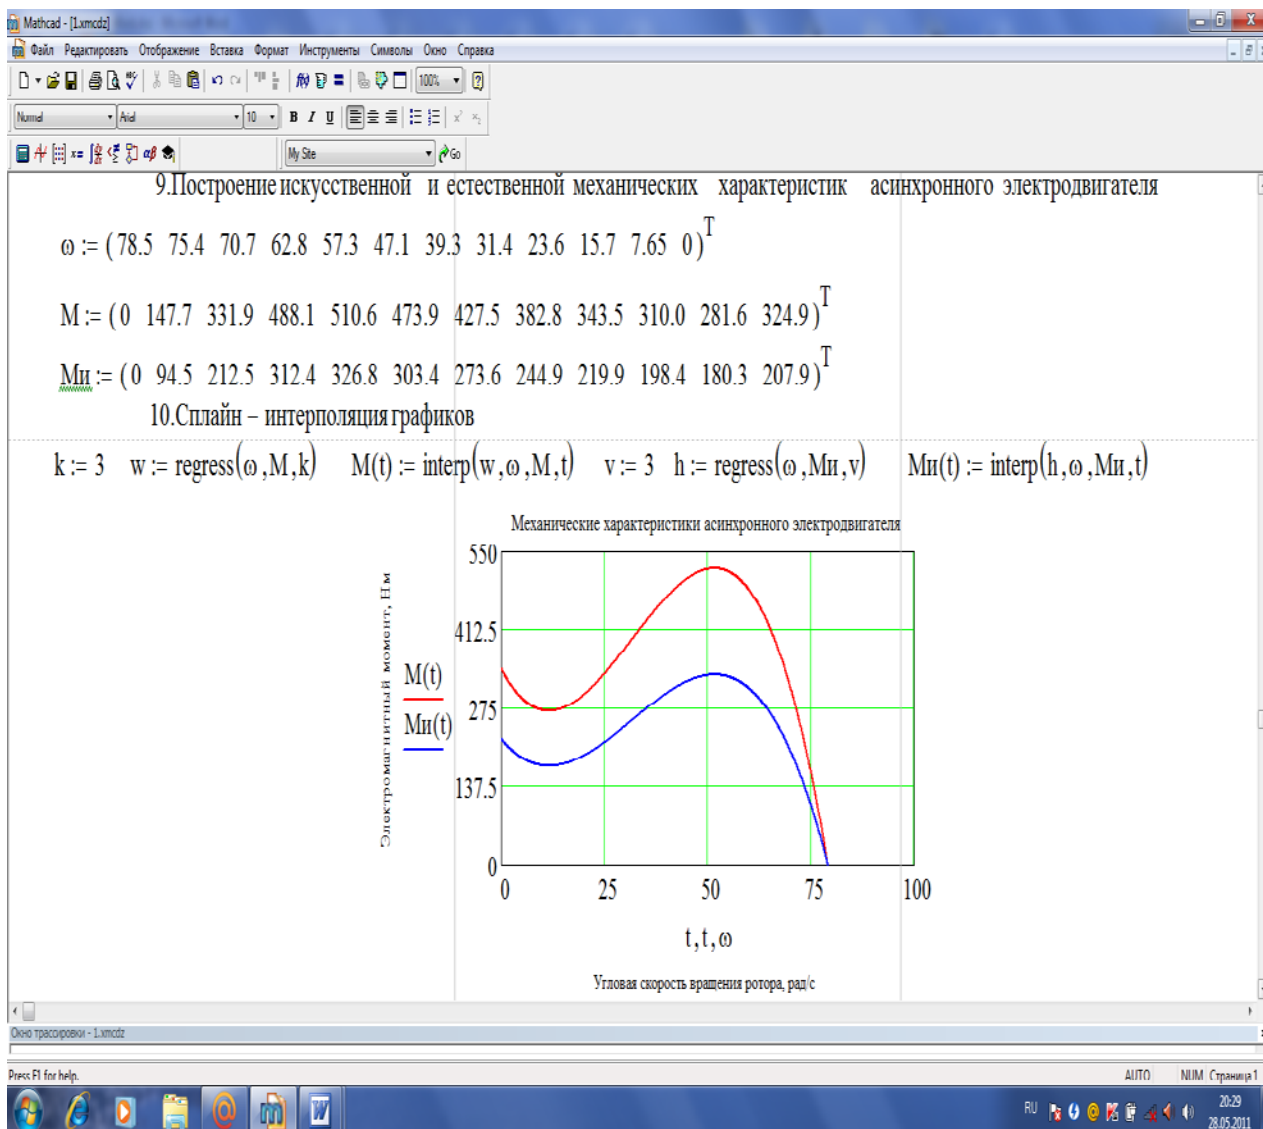 Mathcad - [1.xmcdz]
Файл Редактировать Отображение Вставка Формат Инструменты Символы Окно Справка
100%
Normal Arial 10 B I U
My Site Go
9.Построение искусственной и естественной механических характеристик асинхронного электродвигателя
ω := ( 78.5 75.4 70.7 62.8 57.3 47.1 39.3 31.4 23.6 15.7 7.65 0 )^T
M := ( 0 147.7 331.9 488.1 510.6 473.9 427.5 382.8 343.5 310.0 281.6 324.9 )^T
Ми := ( 0 94.5 212.5 312.4 326.8 303.4 273.6 244.9 219.9 198.4 180.3 207.9 )^T
10.Сплайн – интерполяция графиков
k := 3 w := regress(ω,M,k) M(t) := interp(w,ω,M,t) v := 3 h := regress(ω,Ми,v) Ми(t) := interp(h,ω,Ми,t)
Механические характеристики асинхронного электродвигателя
550
412.5
275
137.5
0
Электромагнитный момент, Нм
M(t)
Ми(t)
0 25 50 75 100
t,t,ω
Угловая скорость вращения ротора, рад/с
Окно трассировки - 1.xmcdz
Press F1 for help.
AUTO NUM Страница 1
RU 20:29
28.05.2011